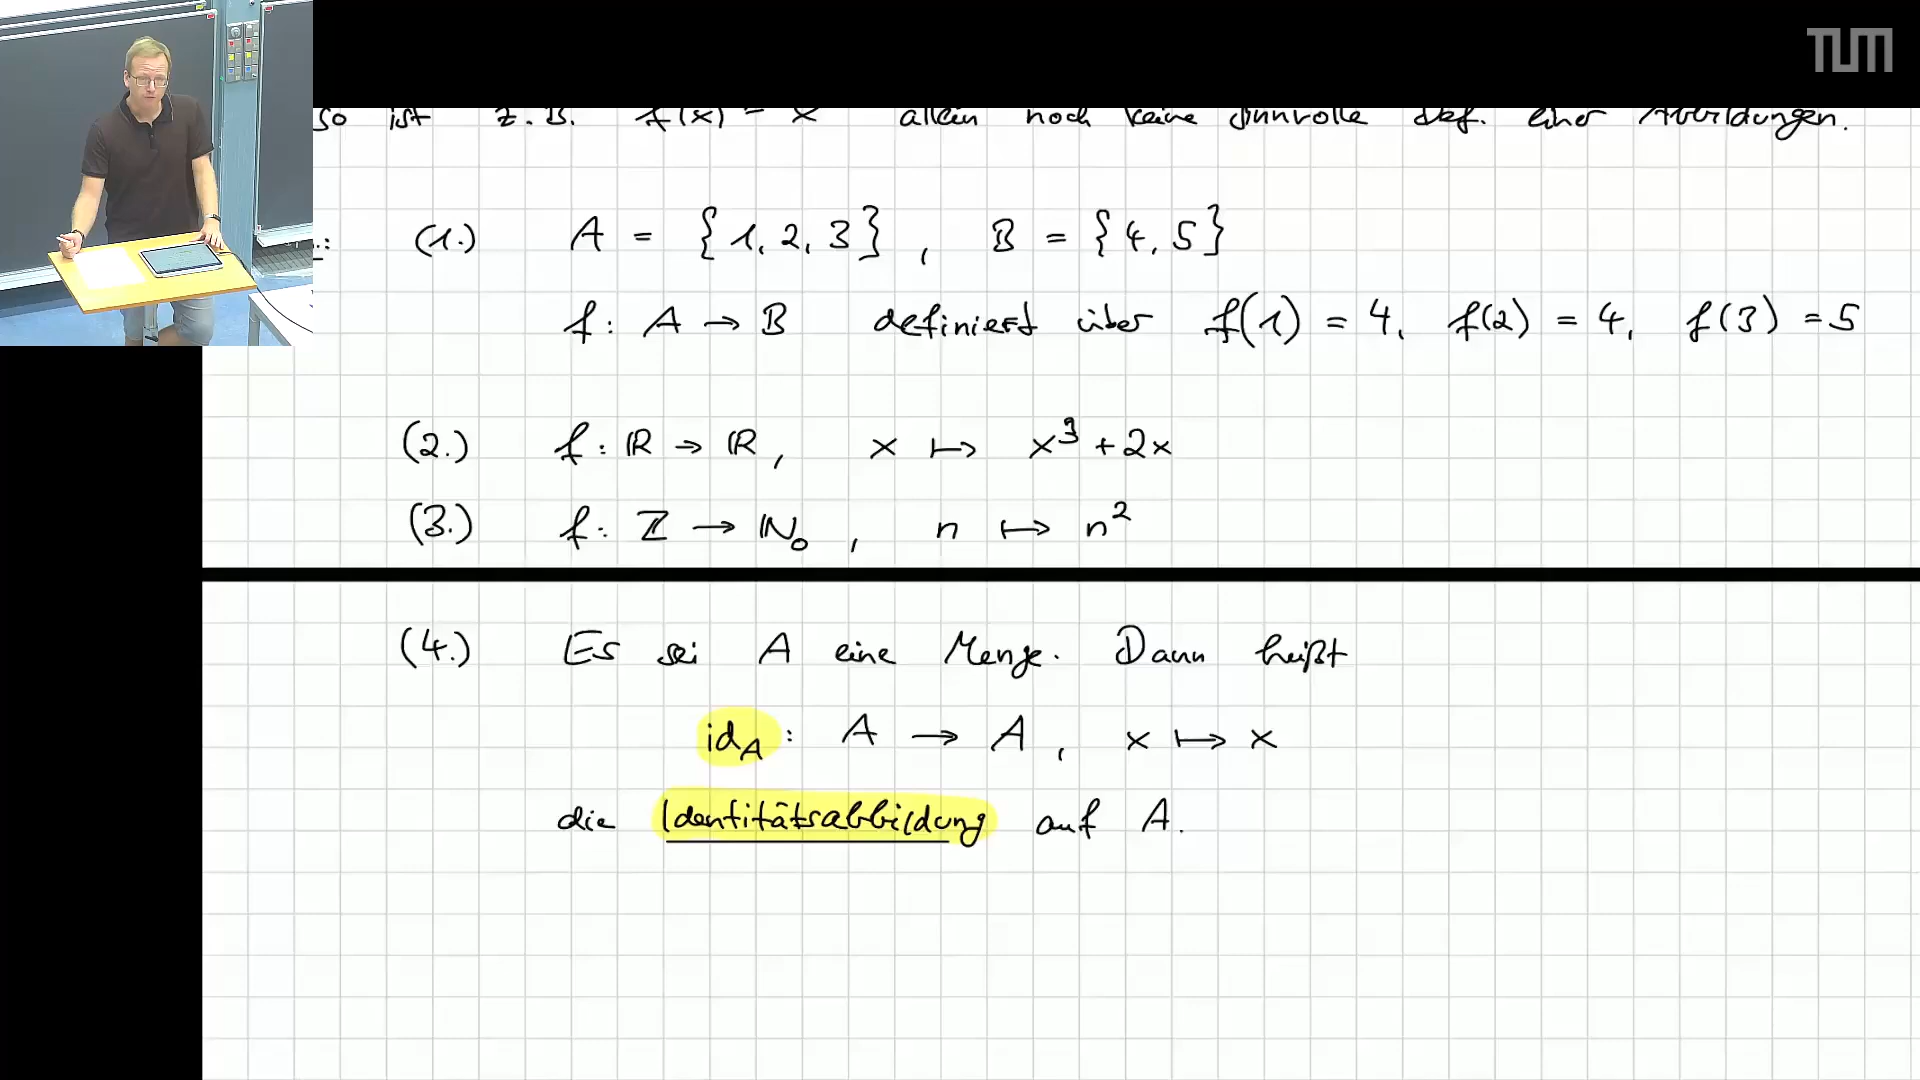 TUM
so ist z.B. f(x) = x allein noch keine sinnvolle Def. einer Abbildungen.
.: (1.) A = {1, 2, 3}, B = {4, 5}
f: A → B definiert über f(1) = 4, f(2) = 4, f(3) = 5
(2.) f: ℝ → ℝ, x ↦ x³ + 2x
(3.) f: ℤ → ℕ₀, n ↦ n²
(4.) Es sei A eine Menge. Dann heißt
id_A: A → A, x ↦ x
die Identitätsabbildung auf A.